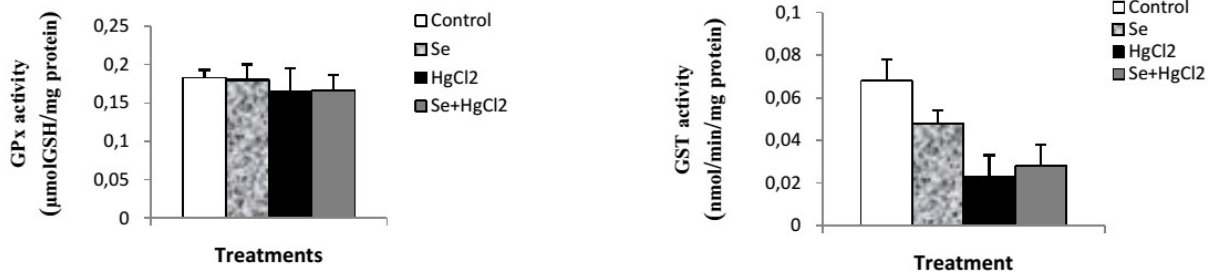 GPx activity
(µmolGSH/mg protein)
0,25
0,2
0,15
0,1
0,05
0
Treatments
Control
Se
HgCl2
Se+HgCl2
GST activity
(nmol/min/mg protein)
0,1
0,08
0,06
0,04
0,02
0
Treatment
Control
Se
HgCl2
Se+HgCl2